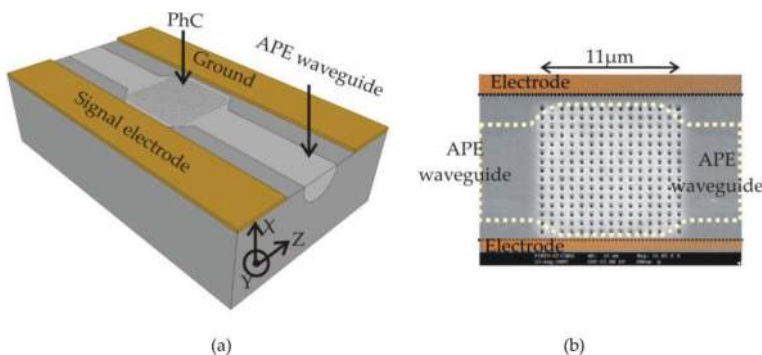 PhC
APE waveguide
Ground
Signal electrode
X
Z
Y
(a)
11µm
Electrode
APE
waveguide
APE
waveguide
Electrode
(b)